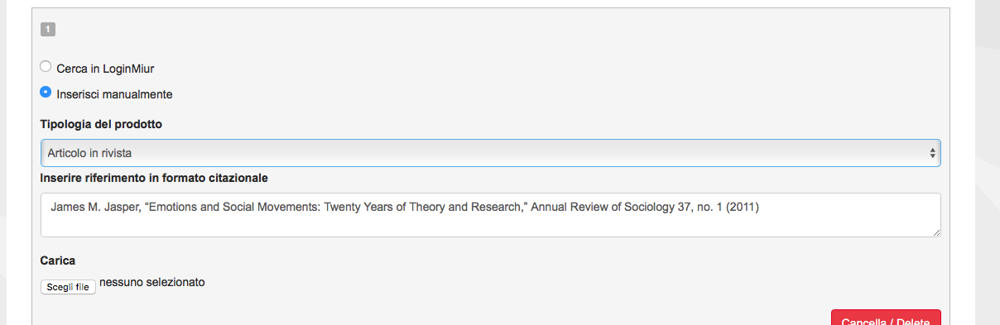 1
Cerca in LoginMiur
Inserisci manualmente
Tipologia del prodotto
Articolo in rivista
Inserire riferimento in formato citazionale
James M. Jasper, “Emotions and Social Movements: Twenty Years of Theory and Research,” Annual Review of Sociology 37, no. 1 (2011)
Carica
Scegli file nessuno selezionato
Cancella / Delete